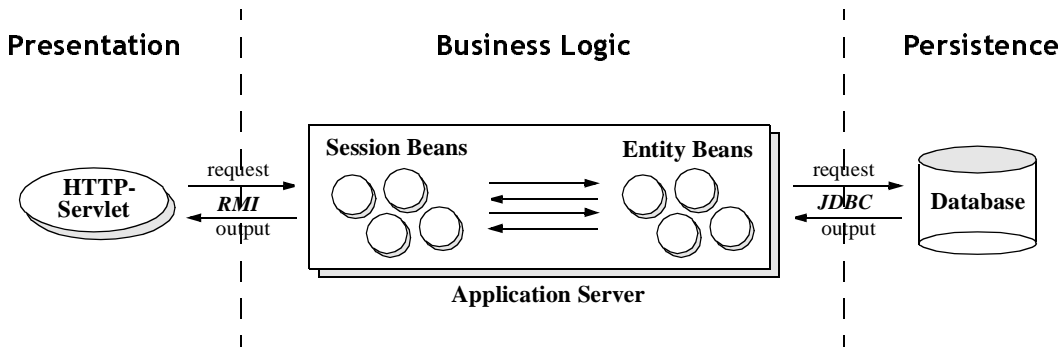 Presentation
Business Logic
Persistence
Session Beans
Entity Beans
HTTP-
Servlet
request
RMI
output
request
JDBC
output
Database
Application Server